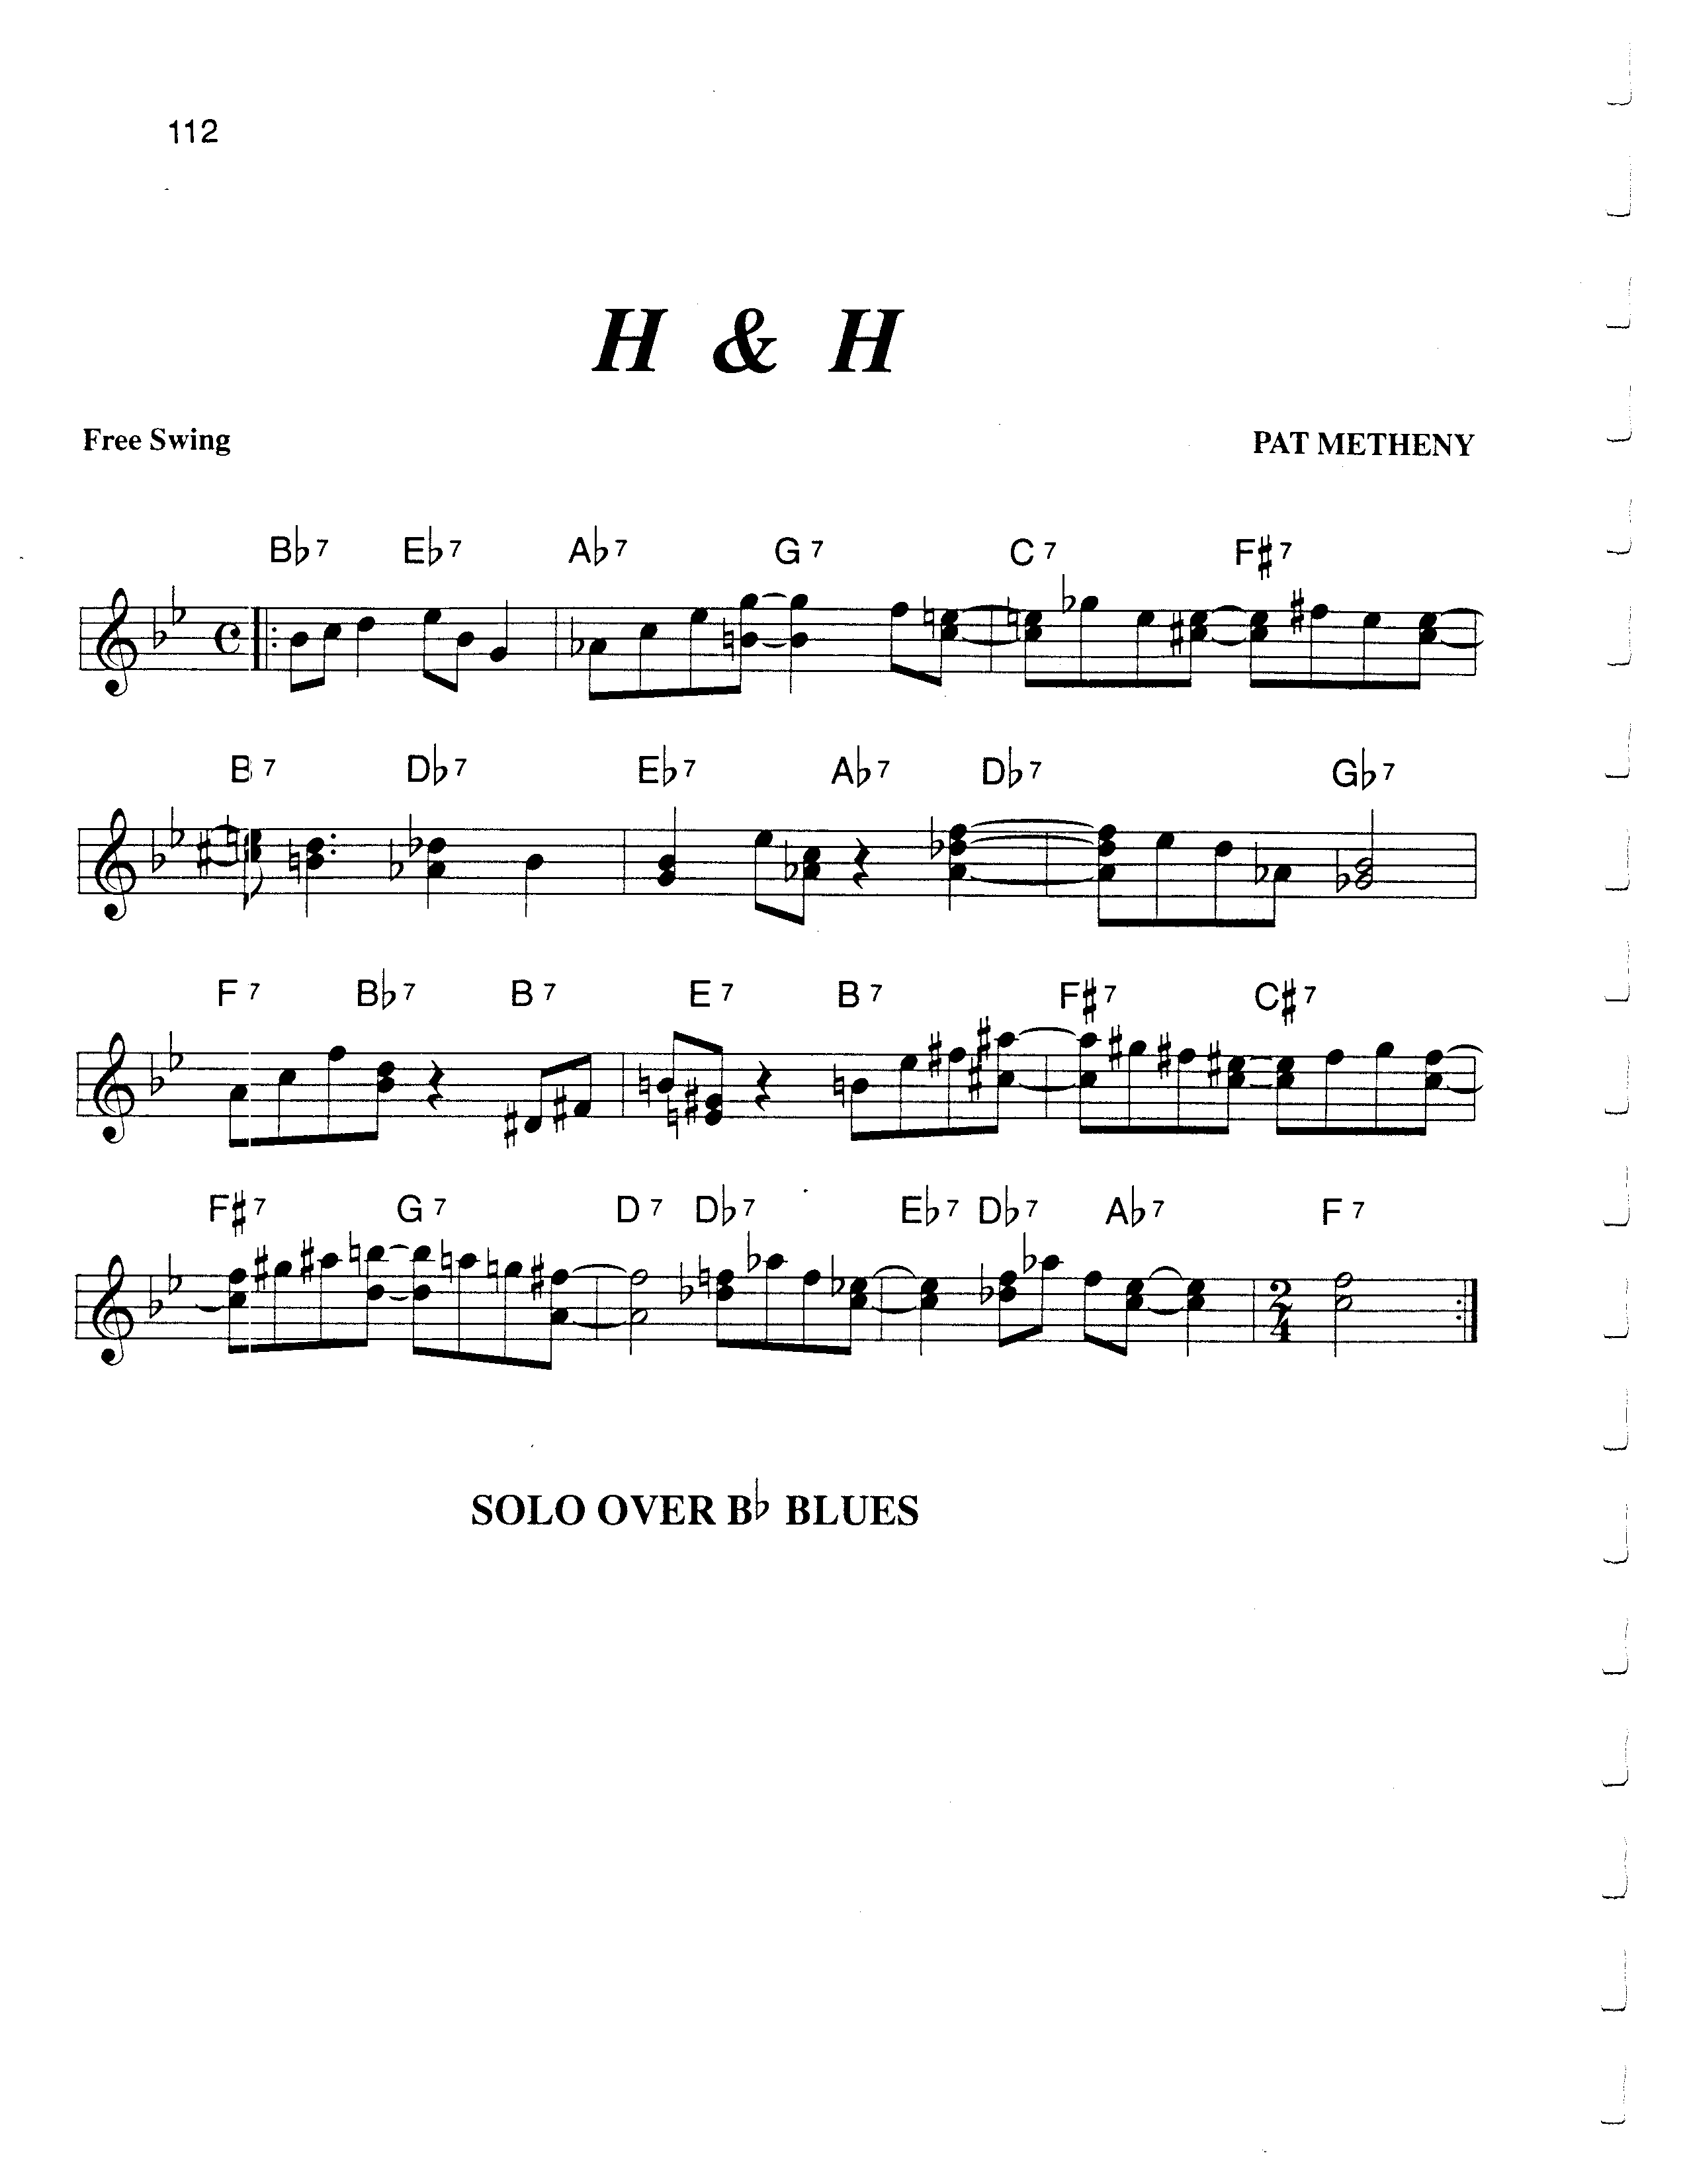 112
H & H
Free Swing PAT METHENY
B♭7 E♭7 A♭7 G7 C7 F♯7
B7 D♭7 E♭7 A♭7 D♭7 G♭7
F7 B♭7 B7 E7 B7 F♯7 C♯7
F♯7 G7 D7 D♭7 E♭7 D♭7 A♭7 F7
2
4
SOLO OVER B♭ BLUES